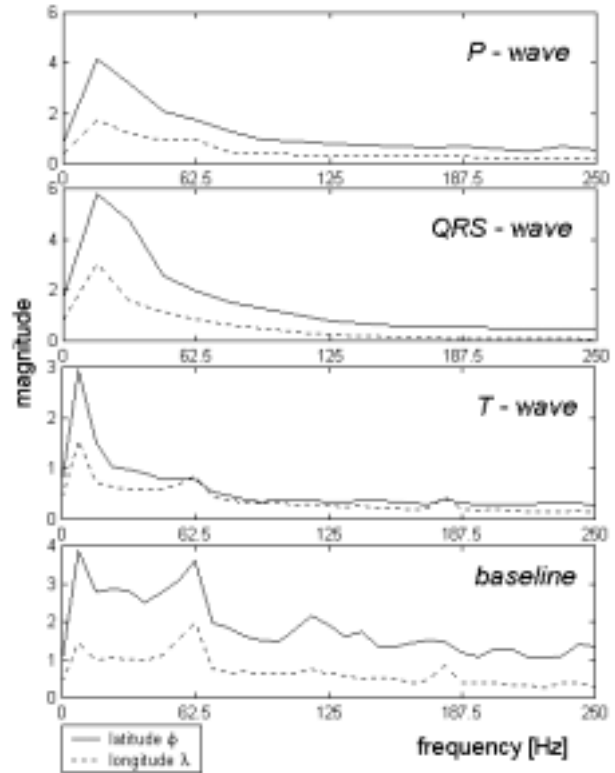 6
4
2
0
P - wave
0 62.5 125 187.5 250
6
4
2
0
QRS - wave
0 62.5 125 187.5 250
magnitude
3
2
1
0
T - wave
0 62.5 125 187.5 250
4
3
2
1
0
baseline
0 62.5 125 187.5 250
latitude ϕ
longitude λ
frequency [Hz]